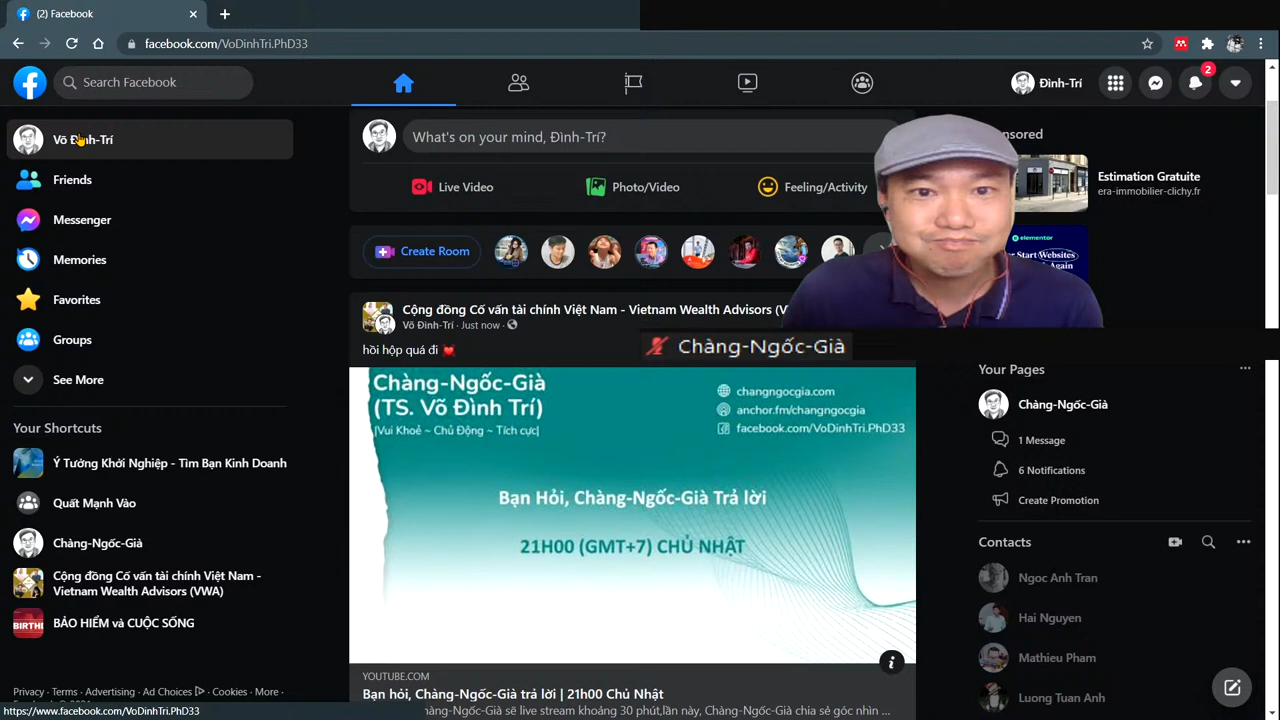 (2) Facebook
facebook.com/VoDinhTri.PhD33
Search Facebook
Đình-Trí
2
Friends
Messenger
Memories
Favorites
Groups
See More
Your Shortcuts
Ý Tưởng Khởi Nghiệp - Tìm Bạn Kinh Doanh
Quất Mạnh Vào
Chàng-Ngốc-Già
Cộng đồng Cố vấn tài chính Việt Nam -
Vietnam Wealth Advisors (VWA)
BẢO HIỂM và CUỘC SỐNG
Privacy · Terms · Advertising · Ad Choices · Cookies · More ·
https://www.facebook.com/VoDinhTri.PhD33
What's on your mind, Đình-Trí?
Live Video
Photo/Video
Feeling/Activity
Create Room
Cộng đồng Cố vấn tài chính Việt Nam - Vietnam Wealth Advisors
Võ Đình-Trí · Just now ·
hồi hộp quá đi
Chàng-Ngốc-Già
Chàng-Ngốc-Già
(TS. Võ Đình Trí)
|Vui Khoẻ ~ Chủ Động ~ Tích cực|
changngocgia.com
anchor.fm/changngocgia
facebook.com/VoDinhTri.PhD33
Bạn Hỏi, Chàng-Ngốc-Già Trả lời
21H00 (GMT+7) CHỦ NHẬT
YOUTUBE.COM
Bạn hỏi, Chàng-Ngốc-Già trả lời | 21h00 Chủ Nhật
Chàng-Ngốc-Già sẽ live stream khoảng 30 phút,lần này, Chàng-Ngốc-Già chia sẻ góc nhìn ...
Estimation Gratuite
era-immobilier-clichy.fr
elementor
Start Websites
Your Pages
Chàng-Ngốc-Già
1 Message
6 Notifications
Create Promotion
Contacts
Ngoc Anh Tran
Hai Nguyen
Mathieu Pham
Luong Tuan Anh